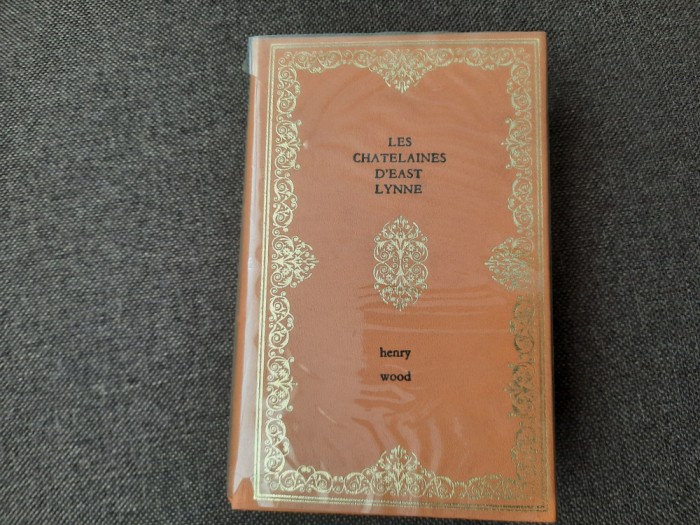 LES
CHATELAINES
D'EAST
LYNNE
henry
wood